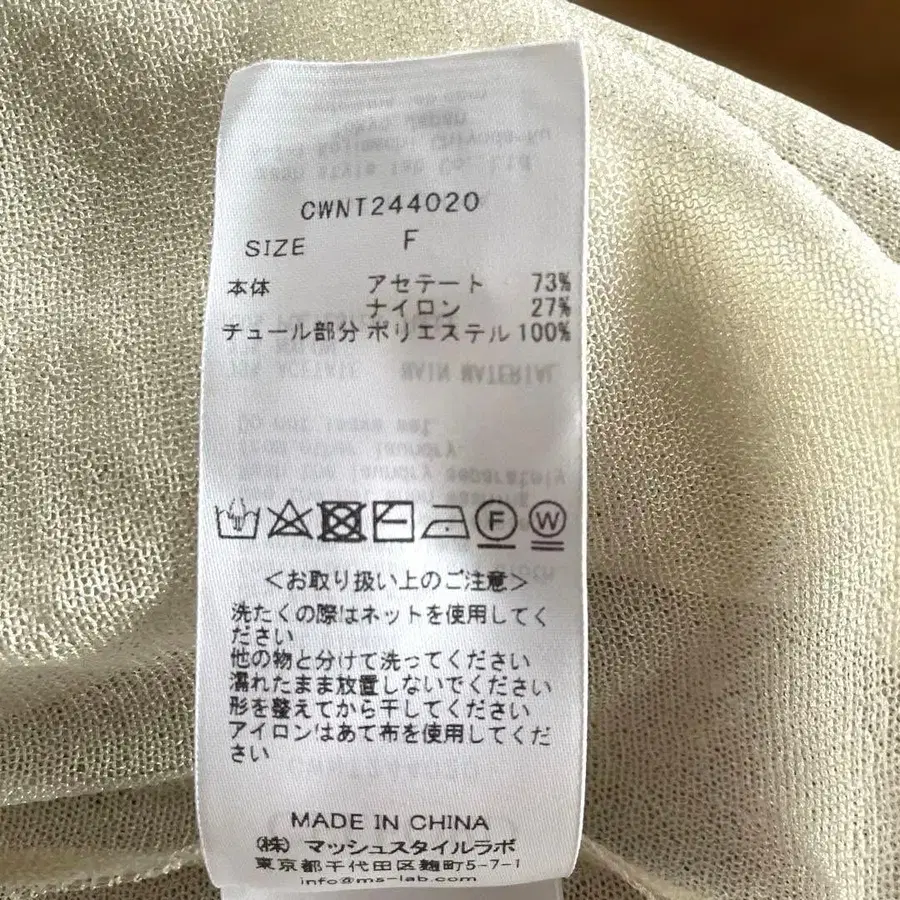 CWNT244020
SIZE F
本体 アセテート 73%
ナイロン 27%
チュール部分 ポリエステル 100%
F W
<お取り扱い上のご注意>
洗たくの際はネットを使用してく
ださい
他の物と分けて洗ってください
濡れたまま放置しないでください
形を整えてから干してください
アイロンはあて布を使用してくだ
さい
MADE IN CHINA
(株) マッシュスタイルラボ
東京都千代田区麹町5-7-1
info@ms-lab.com